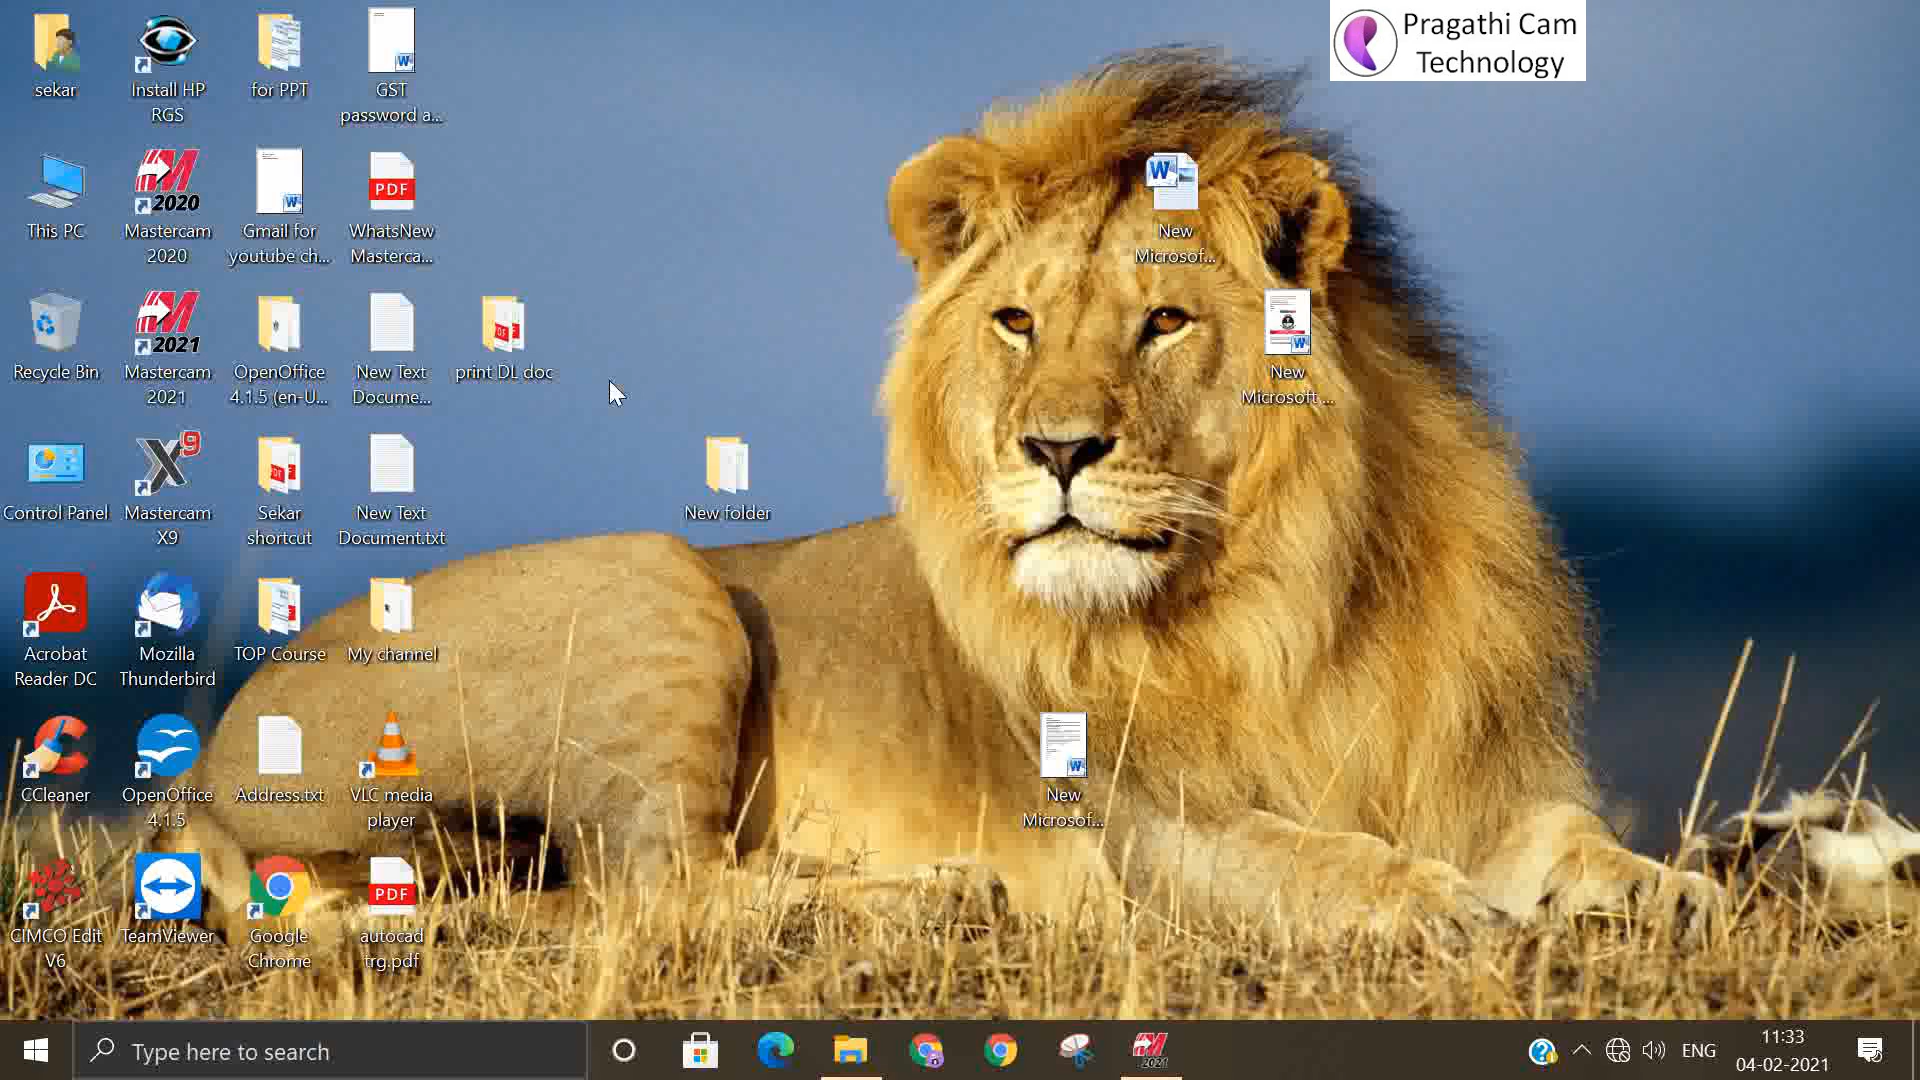 Pragathi Cam
Technology
sekar
Install HP
RGS
for PPT
GST
password a...
This PC
2020
Mastercam
2020
Gmail for
youtube ch...
PDF
WhatsNew
Masterca...
New
Microsof...
Recycle Bin
2021
Mastercam
2021
OpenOffice
4.1.5 (en-U...
New Text
Docume...
print DL doc
New
Microsoft ...
Control Panel
Mastercam
X9
Sekar
shortcut
New Text
Document.txt
New folder
Acrobat
Reader DC
Mozilla
Thunderbird
TOP Course
My channel
CCleaner
OpenOffice
4.1.5
Address.txt
VLC media
player
New
Microsof...
CIMCO Edit
V6
TeamViewer
Google
Chrome
PDF
autocad
trg.pdf
Type here to search
2021
ENG
11:33
04-02-2021